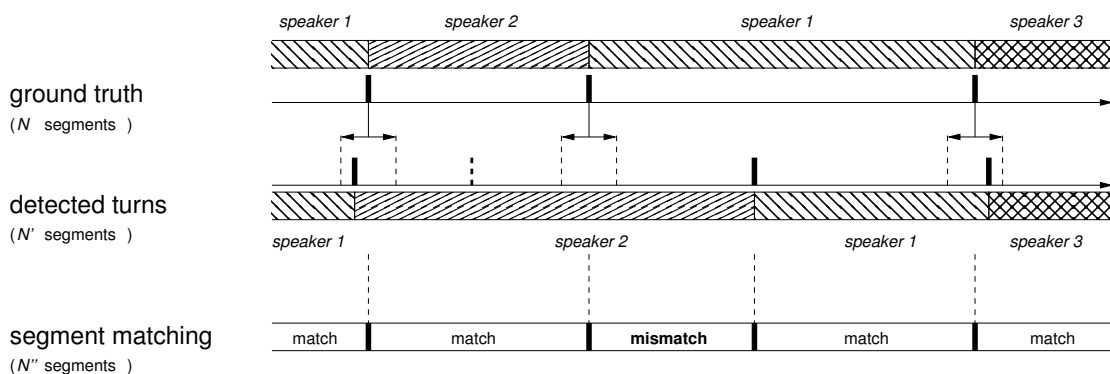 speaker 1 speaker 2 speaker 1 speaker 3
ground truth
(N segments )
detected turns
(N' segments )
speaker 1 speaker 2 speaker 1 speaker 3
segment matching
match match mismatch match match
(N'' segments )